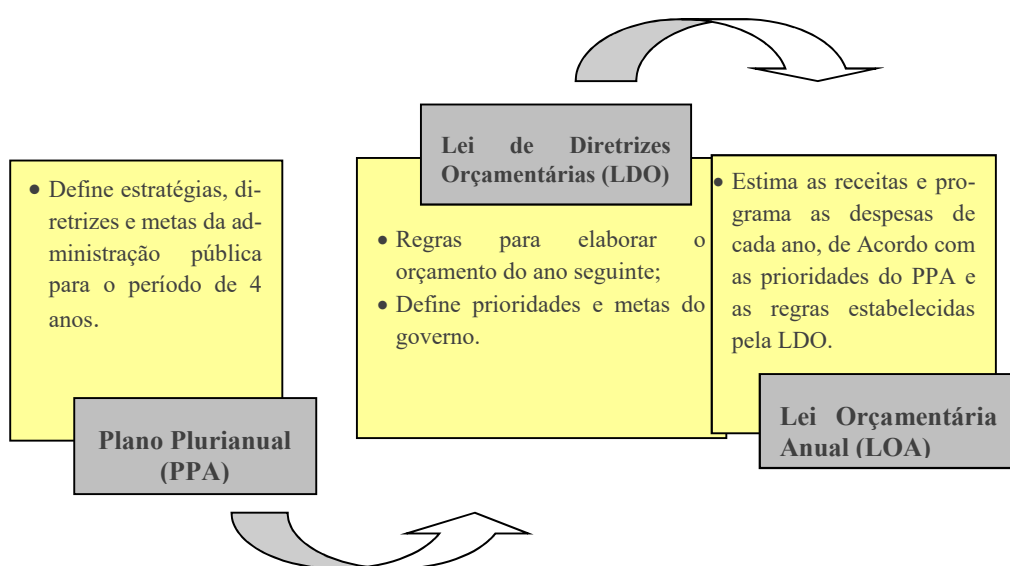 • Define estratégias, di-
retrizes e metas da ad-
ministração pública
para o período de 4
anos.
Plano Plurianual
(PPA)
Lei de Diretrizes
Orçamentárias (LDO)
• Regras para elaborar o
orçamento do ano seguinte;
• Define prioridades e metas do
governo.
• Estima as receitas e pro-
grama as despesas de
cada ano, de Acordo com
as prioridades do PPA e
as regras estabelecidas
pela LDO.
Lei Orçamentária
Anual (LOA)